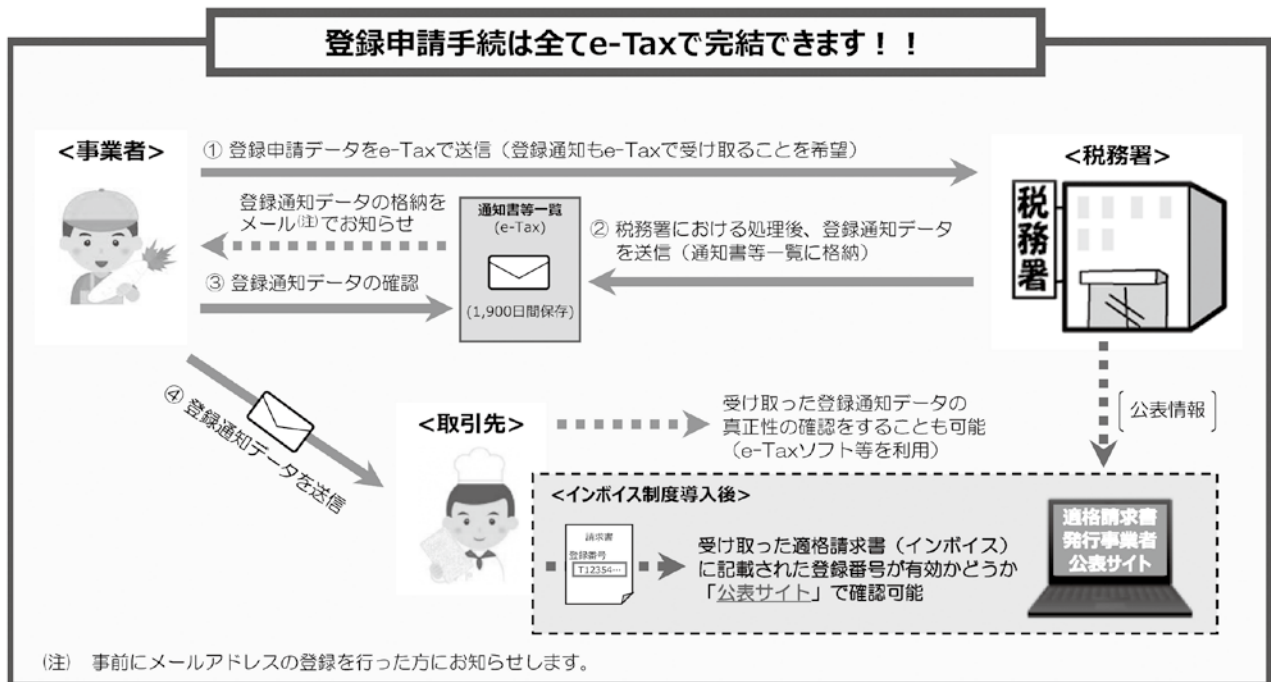 登録申請手続は全てe-Taxで完結できます！！
<事業者>
① 登録申請データをe-Taxで送信（登録通知もe-Taxで受け取ることを希望）
<税務署>
税務署
登録通知データの格納を
メール(注)でお知らせ
通知書等一覧
(e-Tax)
(1,900日間保存)
② 税務署における処理後、登録通知データ
を送信（通知書等一覧に格納）
③ 登録通知データの確認
④ 登録通知データを送信
<取引先>
受け取った登録通知データの
真正性の確認をすることも可能
（e-Taxソフト等を利用）
公表情報
<インボイス制度導入後>
請求書
登録番号
T12354…
受け取った適格請求書（インボイス）
に記載された登録番号が有効かどうか
「公表サイト」で確認可能
適格請求書
発行事業者
公表サイト
(注)　事前にメールアドレスの登録を行った方にお知らせします。